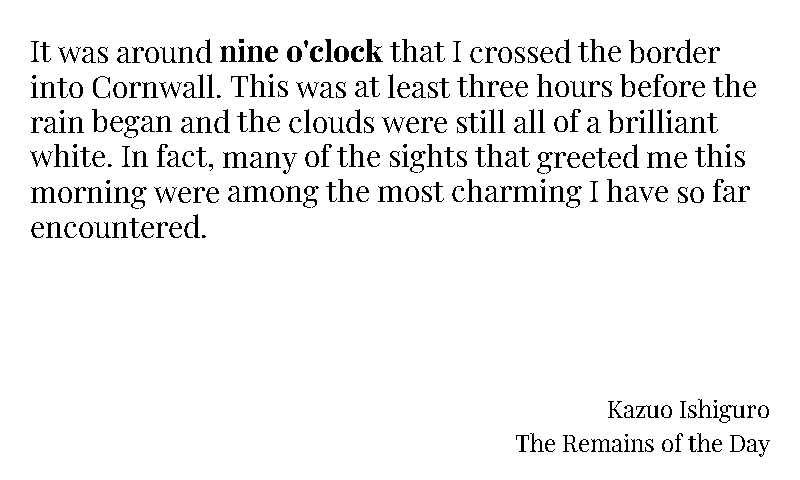 It was around nine o'clock that I crossed the border
into Cornwall. This was at least three hours before the
rain began and the clouds were still all of a brilliant
white. In fact, many of the sights that greeted me this
morning were among the most charming I have so far
encountered.
Kazuo Ishiguro
The Remains of the Day